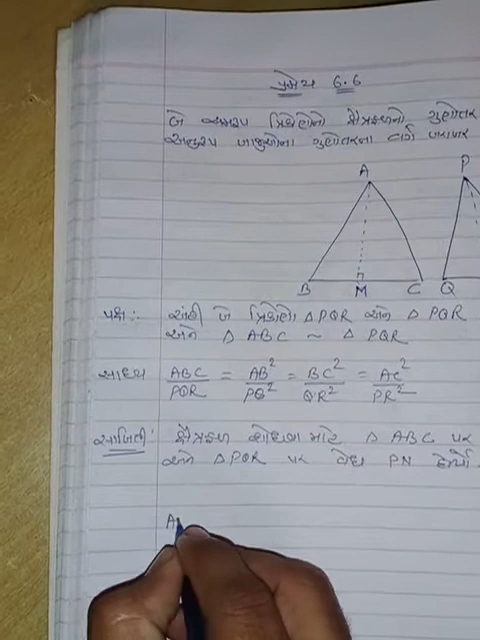 પ્રમેય 6.6
બે સમરૂપ ત્રિકોણોનો ક્ષેત્રફળનો ગુણોત્તર
અનુરૂપ બાજુઓના ગુણોત્તરના વર્ગ બરાબર
A P
B M C Q
પક્ષ :- અહીં બે ત્રિકોણો △PQR અને △PQR
અને △ ABC ~ △ PQR
સાધ્ય ABC/PQR = AB²/PQ² = BC²/QR² = AC²/PR²
સાબિતી: ક્ષેત્રફળ શોધવા માટે △ ABC પર
અને △PQR પર વેધ PN દોર્યો
A